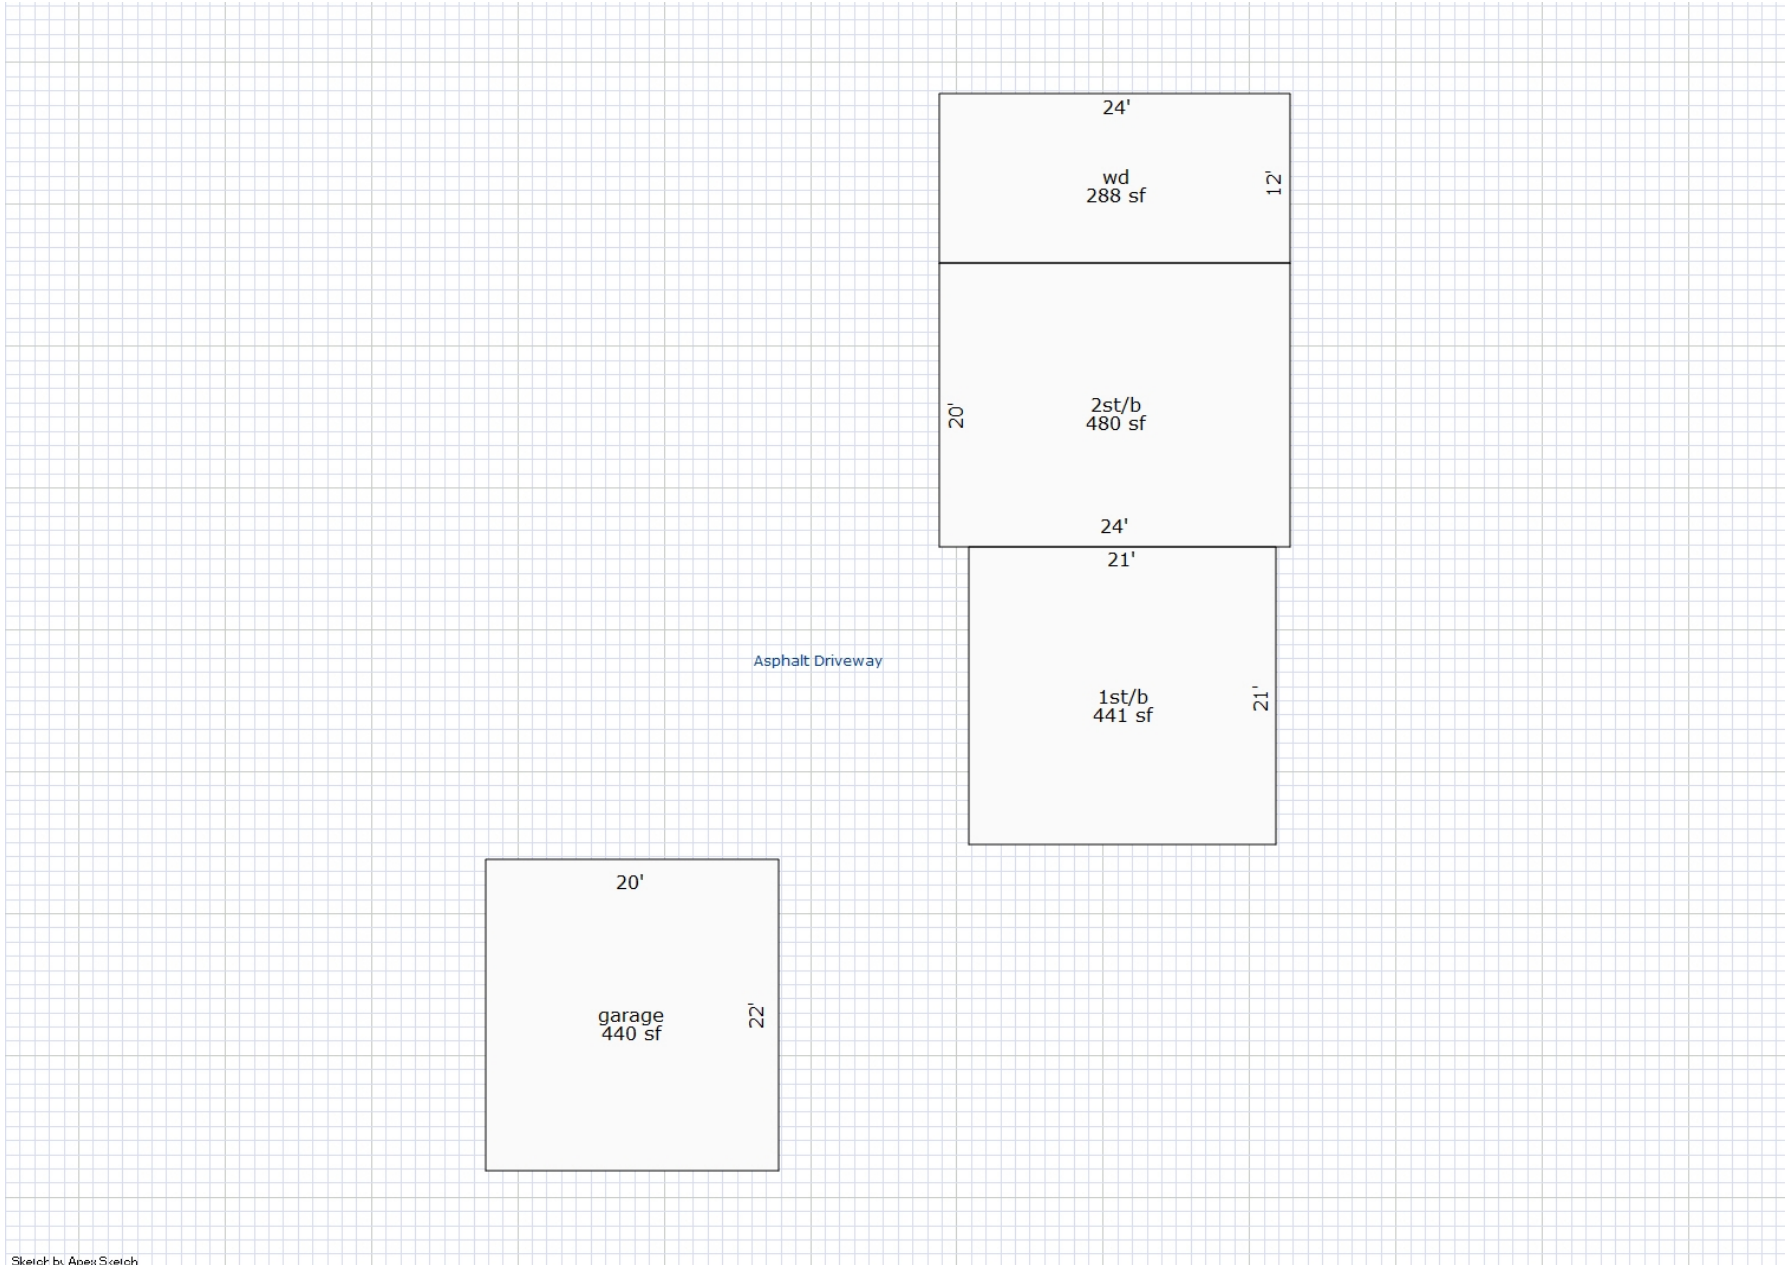 24'
wd
288 sf
12'
2st/b
480 sf
20'
24'
21'
Asphalt Driveway
1st/b
441 sf
21'
20'
garage
440 sf
22'
Sketch by Apex Sketch